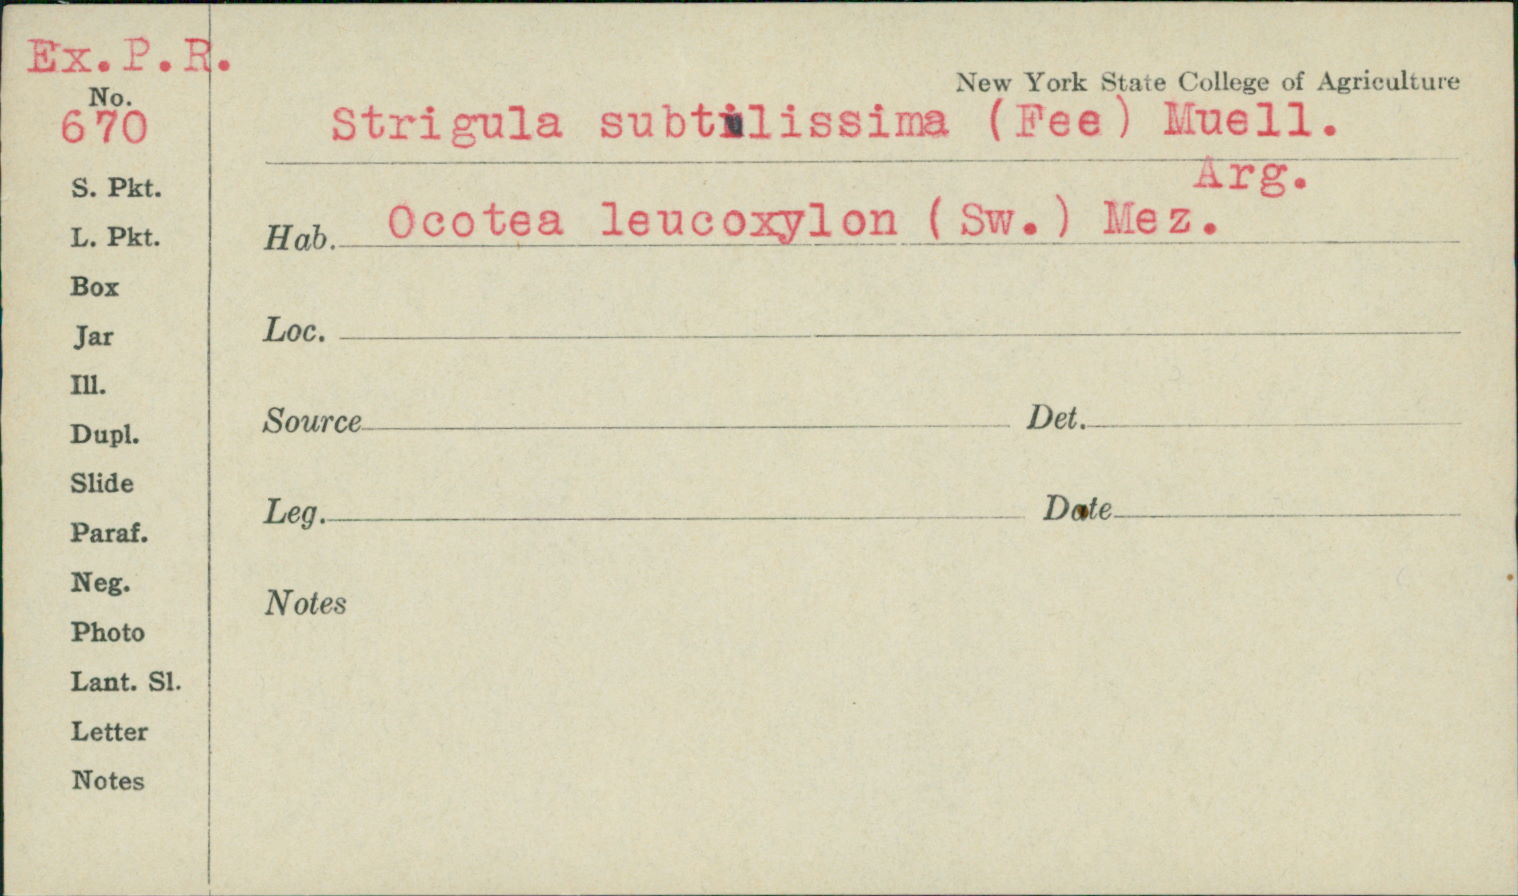 Ex.P.R.
New York State College of Agriculture
No.
670
Strigula subtilissima (Fee) Muell.
Arg.
S. Pkt.
L. Pkt.
Hab. Ocotea leucoxylon (Sw.) Mez.
Box
Jar
Loc.
Ill.
Dupl.
Source Det.
Slide
Leg. Date
Paraf.
Neg.
Notes
Photo
Lant. Sl.
Letter
Notes